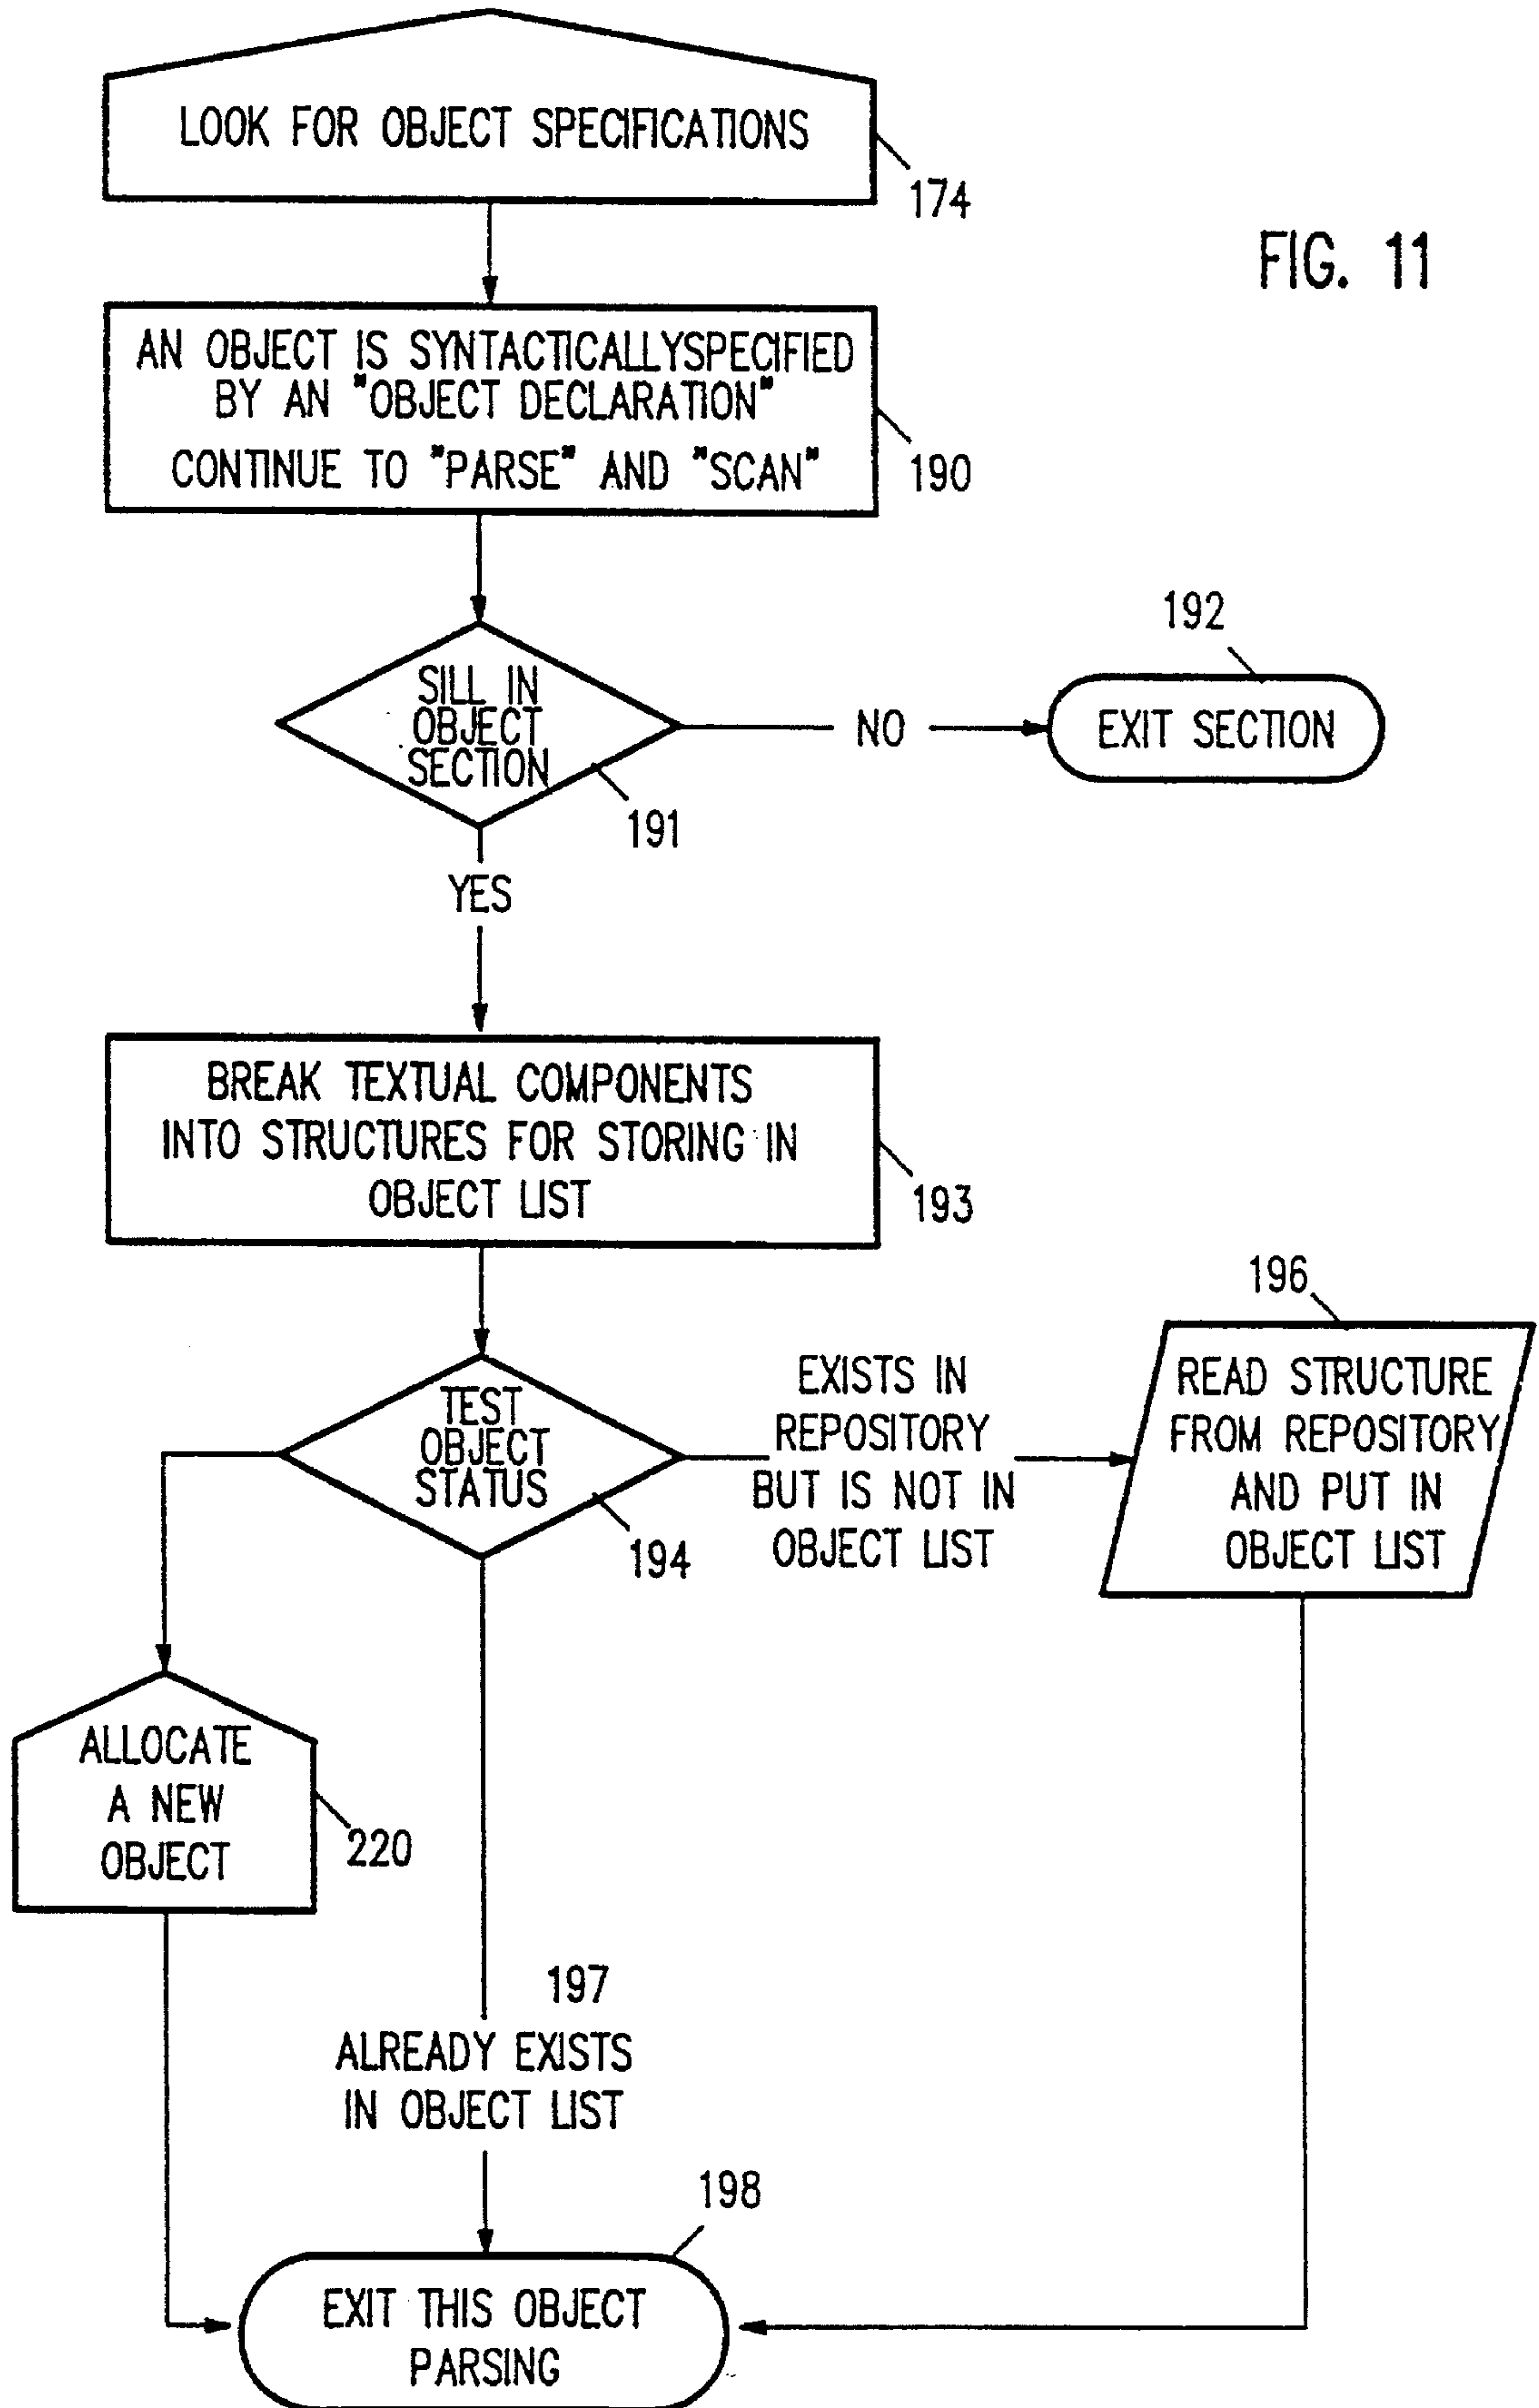 LOOK FOR OBJECT SPECIFICATIONS
174
FIG. 11
AN OBJECT IS SYNTACTICALLYSPECIFIED
BY AN "OBJECT DECLARATION"
CONTINUE TO "PARSE" AND "SCAN"
190
SILL IN
OBJECT
SECTION
191
NO
192
EXIT SECTION
YES
BREAK TEXTUAL COMPONENTS
INTO STRUCTURES FOR STORING IN
OBJECT LIST
193
TEST
OBJECT
STATUS
194
EXISTS IN
REPOSITORY
BUT IS NOT IN
OBJECT LIST
196
READ STRUCTURE
FROM REPOSITORY
AND PUT IN
OBJECT LIST
ALLOCATE
A NEW
OBJECT
220
197
ALREADY EXISTS
IN OBJECT LIST
198
EXIT THIS OBJECT
PARSING